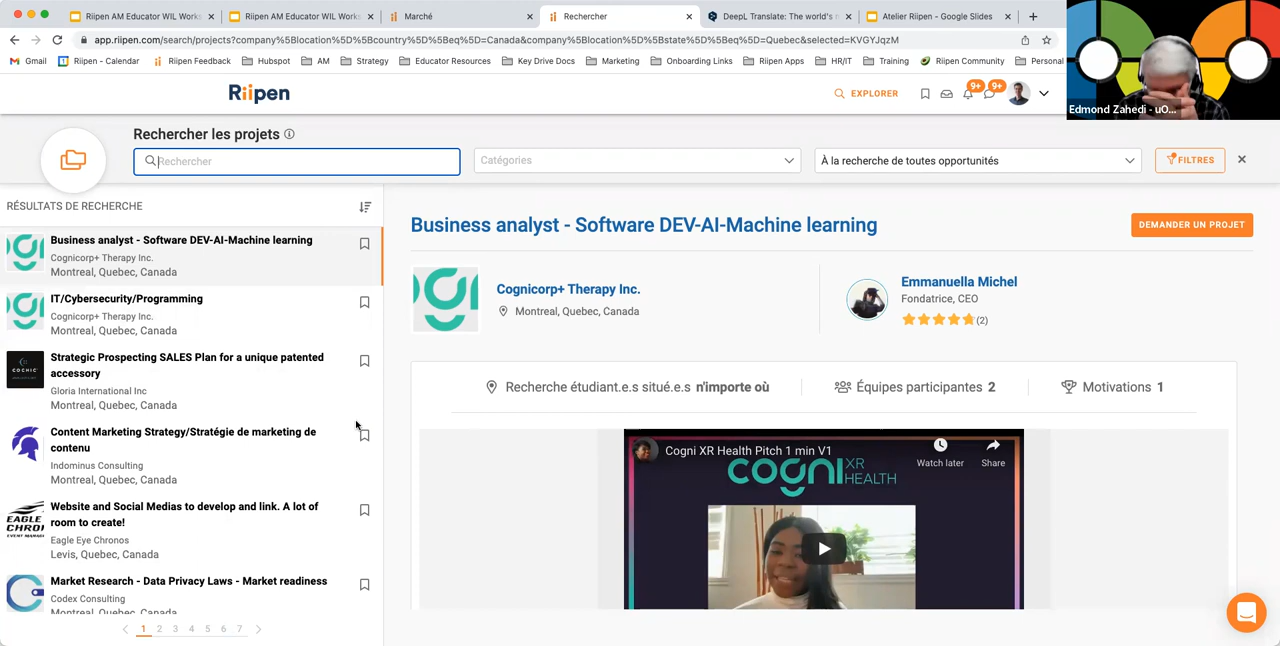 Riipen AM Educator WIL Works
Riipen AM Educator WIL Works
Marché
Rechercher
DeepL Translate: The world's
Atelier Riipen - Google Slides
app.riipen.com/search/projects?company%5Blocation%5D%5Bcountry%5D%5Beq%5D=Canada&company%5Blocation%5D%5Bstate%5D%5Beq%5D=Quebec&selected=KVGYJqzM
Gmail
Riipen - Calendar
Riipen Feedback
Hubspot
AM
Strategy
Educator Resources
Key Drive Docs
Marketing
Onboarding Links
Riipen Apps
HR/IT
Training
Riipen Community
Personal
Edmond Zahedi - uO...
Riipen
EXPLORER
9+
9+
Rechercher les projets
Rechercher
Catégories
À la recherche de toutes opportunités
FILTRES
RÉSULTATS DE RECHERCHE
Business analyst - Software DEV-AI-Machine learning
Cognicorp+ Therapy Inc.
Montreal, Quebec, Canada
IT/Cybersecurity/Programming
Cognicorp+ Therapy Inc.
Montreal, Quebec, Canada
COCHIC
Strategic Prospecting SALES Plan for a unique patented
accessory
Gloria International Inc
Montreal, Quebec, Canada
Content Marketing Strategy/Stratégie de marketing de
contenu
Indominus Consulting
Montreal, Quebec, Canada
EAGLE
CHRO
Website and Social Medias to develop and link. A lot of
room to create!
Eagle Eye Chronos
Levis, Quebec, Canada
Market Research - Data Privacy Laws - Market readiness
Codex Consulting
Montreal, Quebec, Canada
1 2 3 4 5 6 7
Business analyst - Software DEV-AI-Machine learning
DEMANDER UN PROJET
Cognicorp+ Therapy Inc.
Montreal, Quebec, Canada
Emmanuella Michel
Fondatrice, CEO
(2)
Recherche étudiant.e.s situé.e.s n'importe où
Équipes participantes 2
Motivations 1
Cogni XR Health Pitch 1 min V1
Watch later
Share
cogni XR
HEALTH